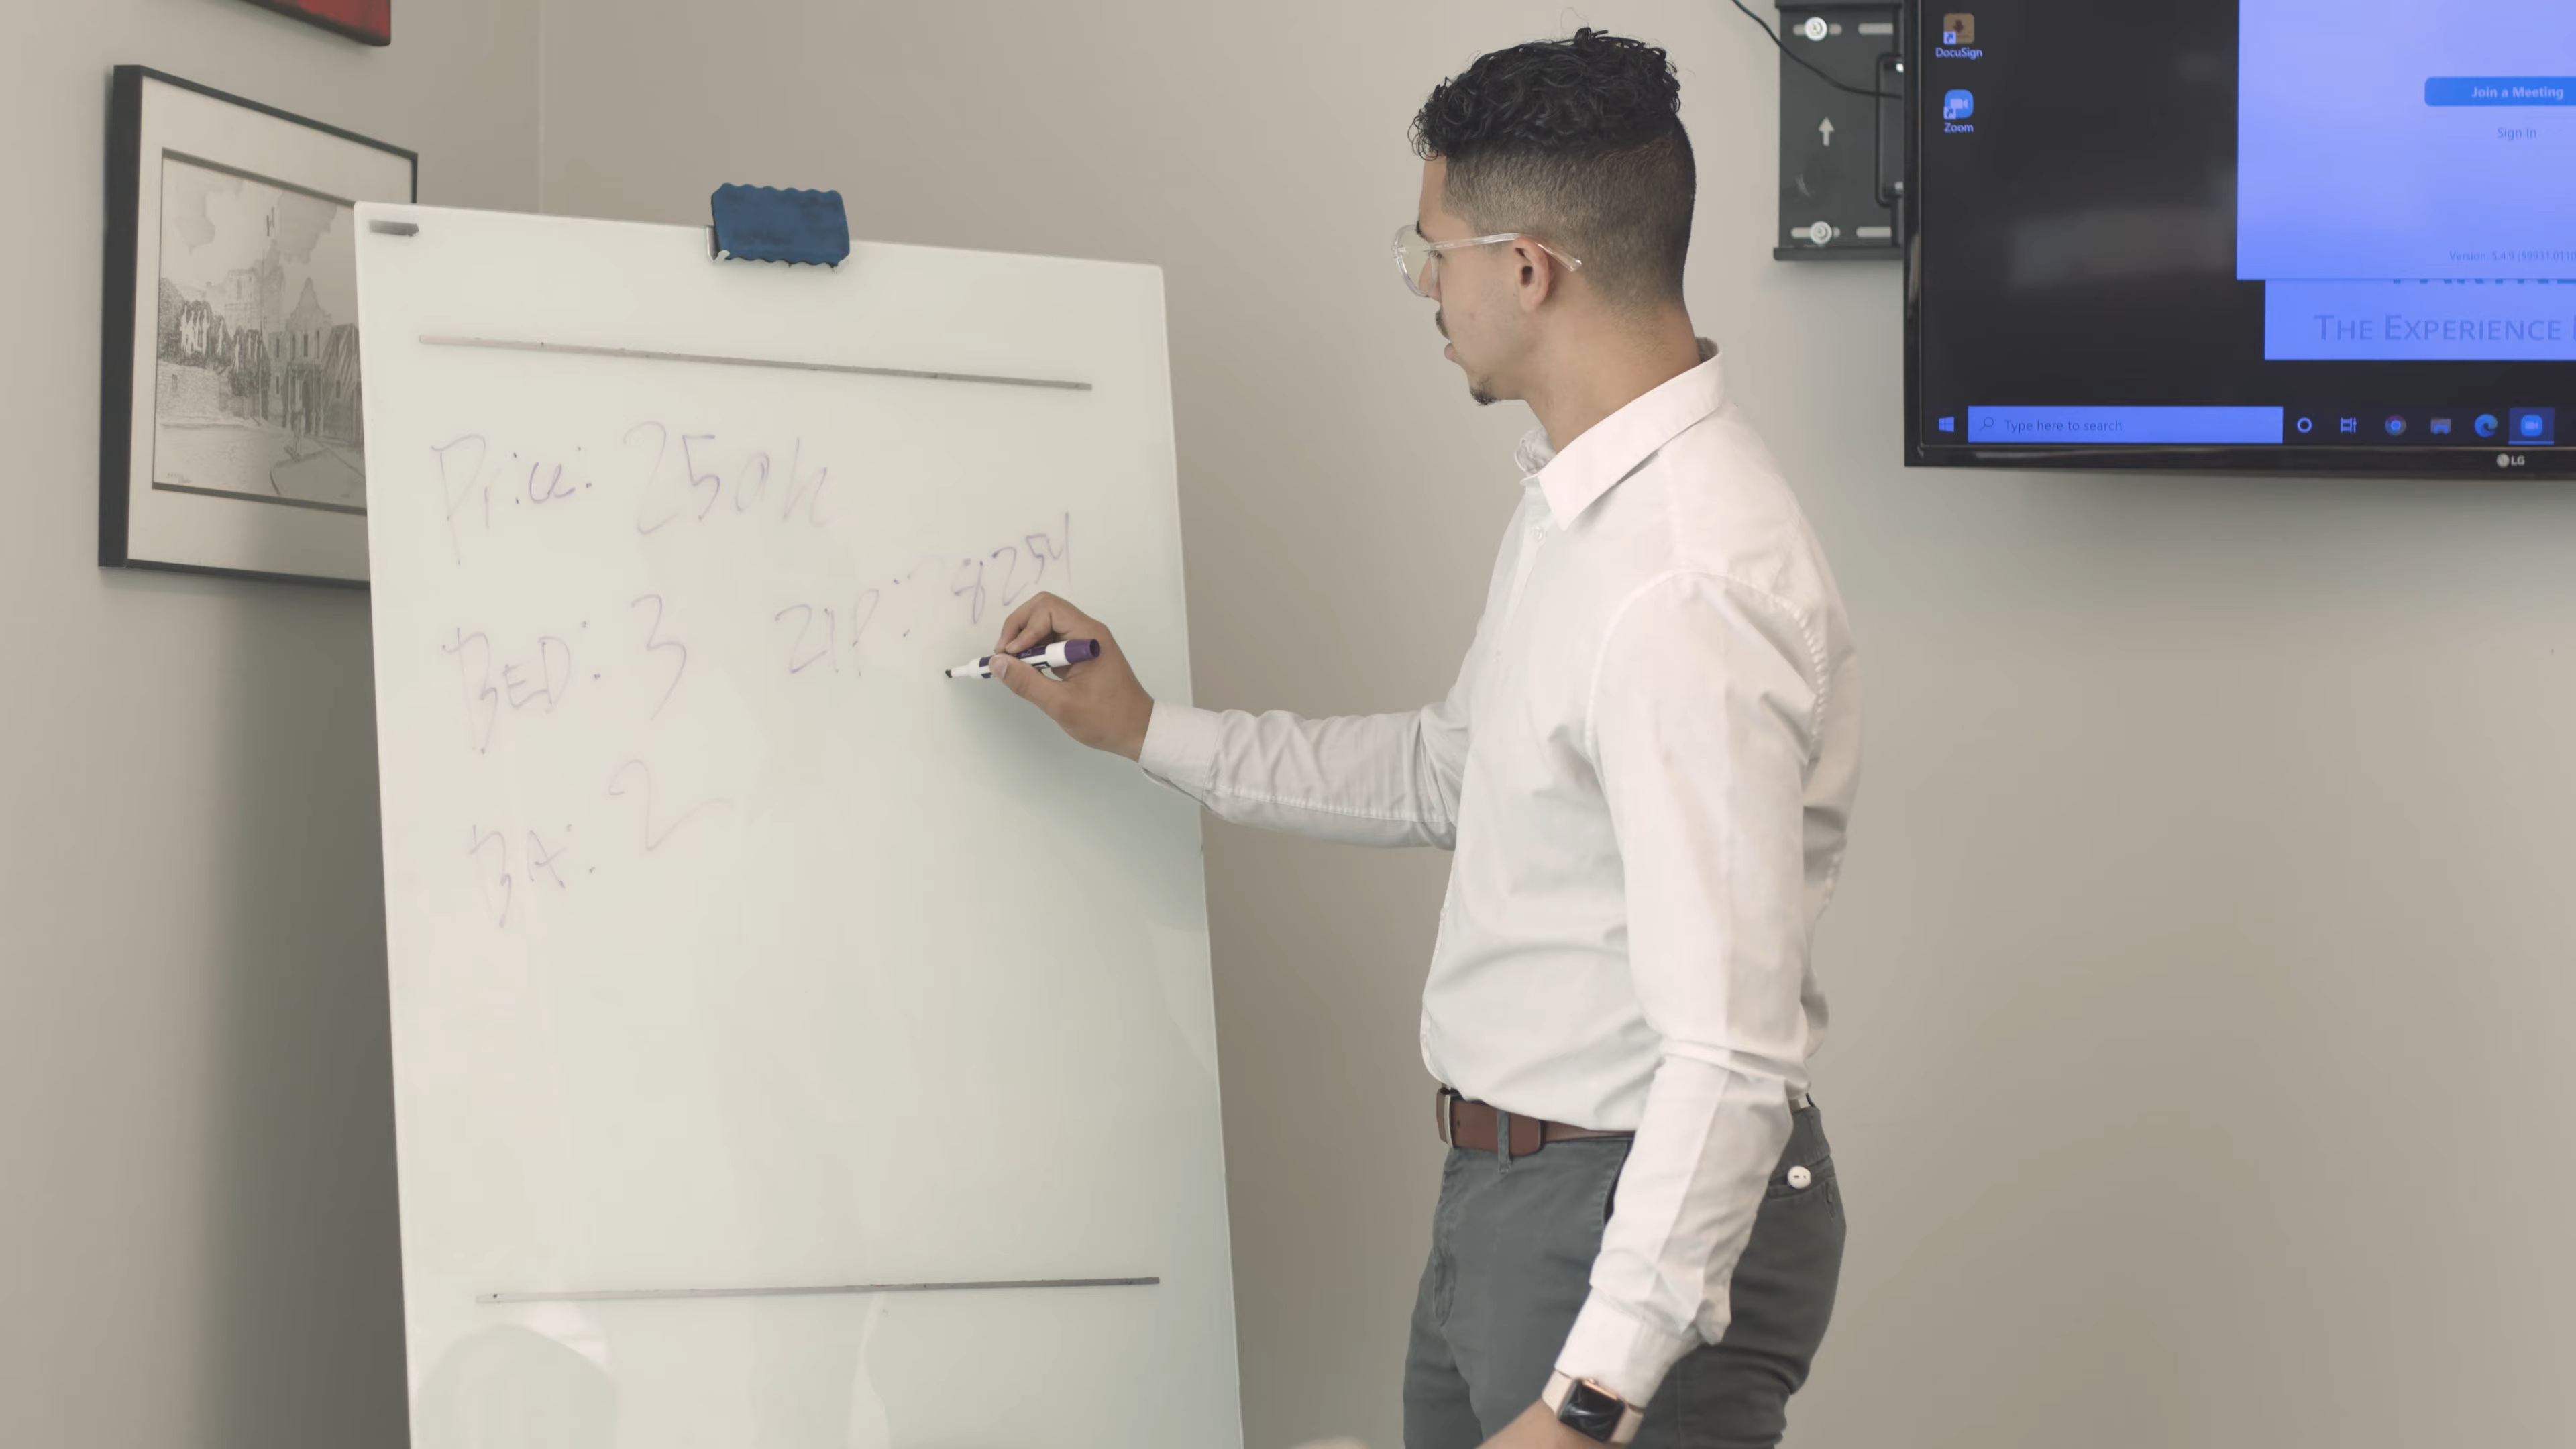 Price: 250k
BED: 3
ZIP: 78254
BA: 2
DocuSign
Zoom
Join a Meeting
Sign In
THE EXPERIENCE
Type here to search
LG